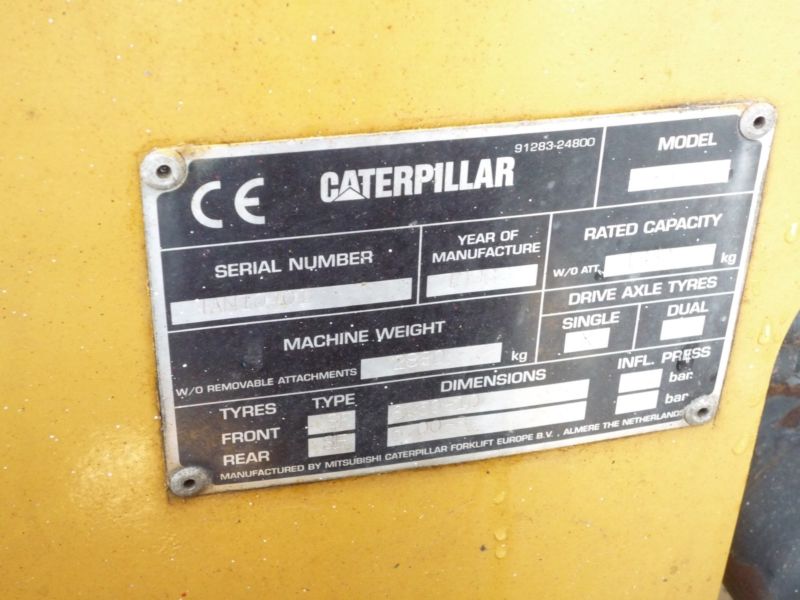 91283-24800
MODEL
CE CATERPILLAR
SERIAL NUMBER
YEAR OF
MANUFACTURE
RATED CAPACITY
W/O ATT. kg
DRIVE AXLE TYRES
SINGLE DUAL
MACHINE WEIGHT
W/O REMOVABLE ATTACHMENTS kg
TYRES TYPE DIMENSIONS INFL. PRESS
FRONT bar
REAR bar
MANUFACTURED BY MITSUBISHI CATERPILLAR FORKLIFT EUROPE B.V., ALMERE THE NETHERLANDS